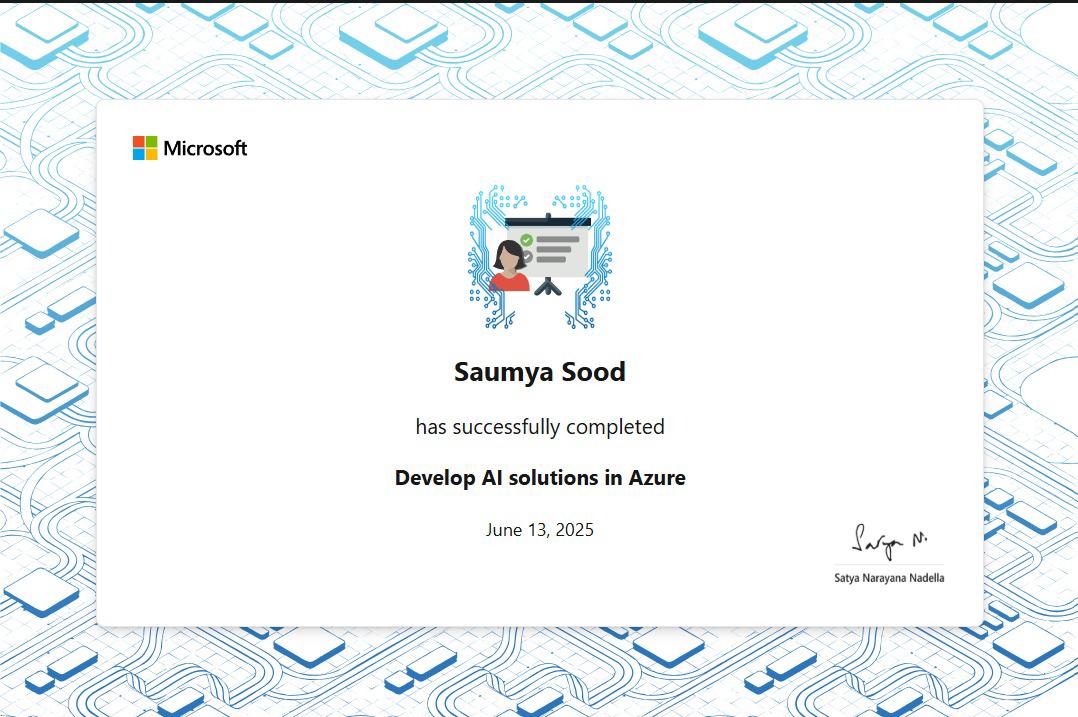 Microsoft
Saumya Sood
has successfully completed
Develop AI solutions in Azure
June 13, 2025
Satya N.
Satya Narayana Nadella